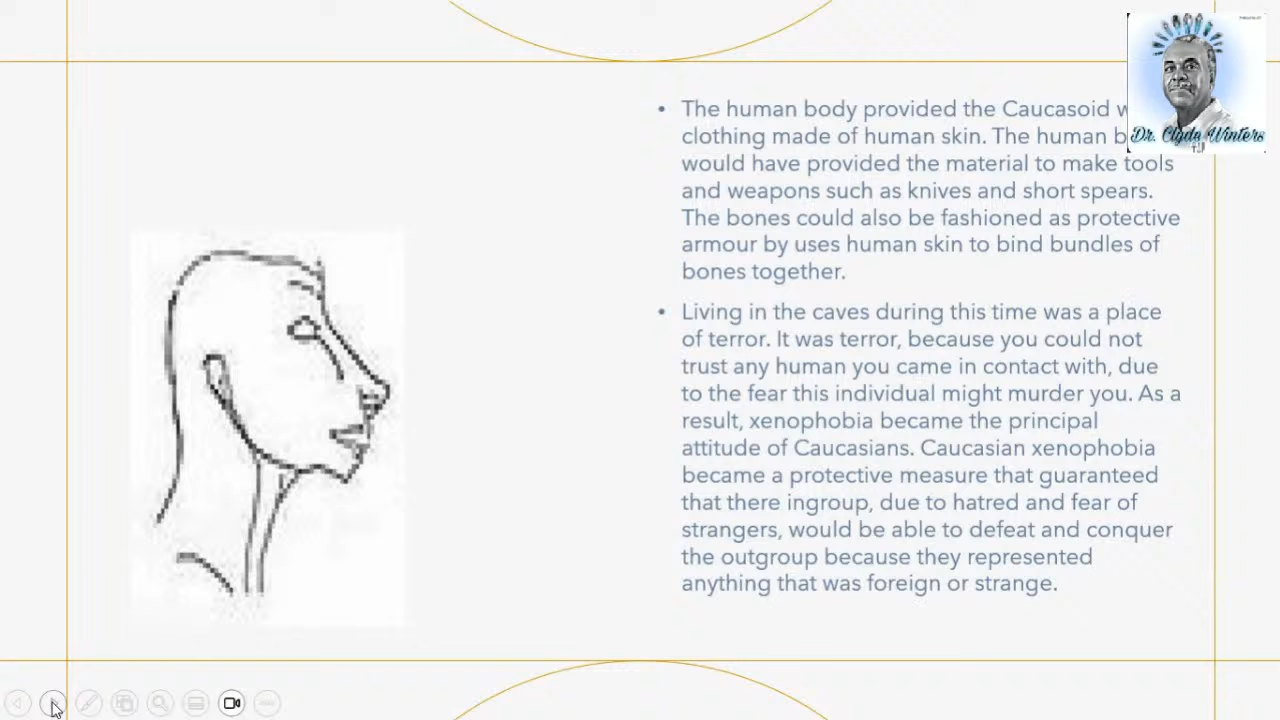 • The human body provided the Caucasoid
clothing made of human skin. The human
would have provided the material to make tools
and weapons such as knives and short spears.
The bones could also be fashioned as protective
armour by uses human skin to bind bundles of
bones together.
• Living in the caves during this time was a place
of terror. It was terror, because you could not
trust any human you came in contact with, due
to the fear this individual might murder you. As a
result, xenophobia became the principal
attitude of Caucasians. Caucasian xenophobia
became a protective measure that guaranteed
that there ingroup, due to hatred and fear of
strangers, would be able to defeat and conquer
the outgroup because they represented
anything that was foreign or strange.
Dr. Clyde Winters